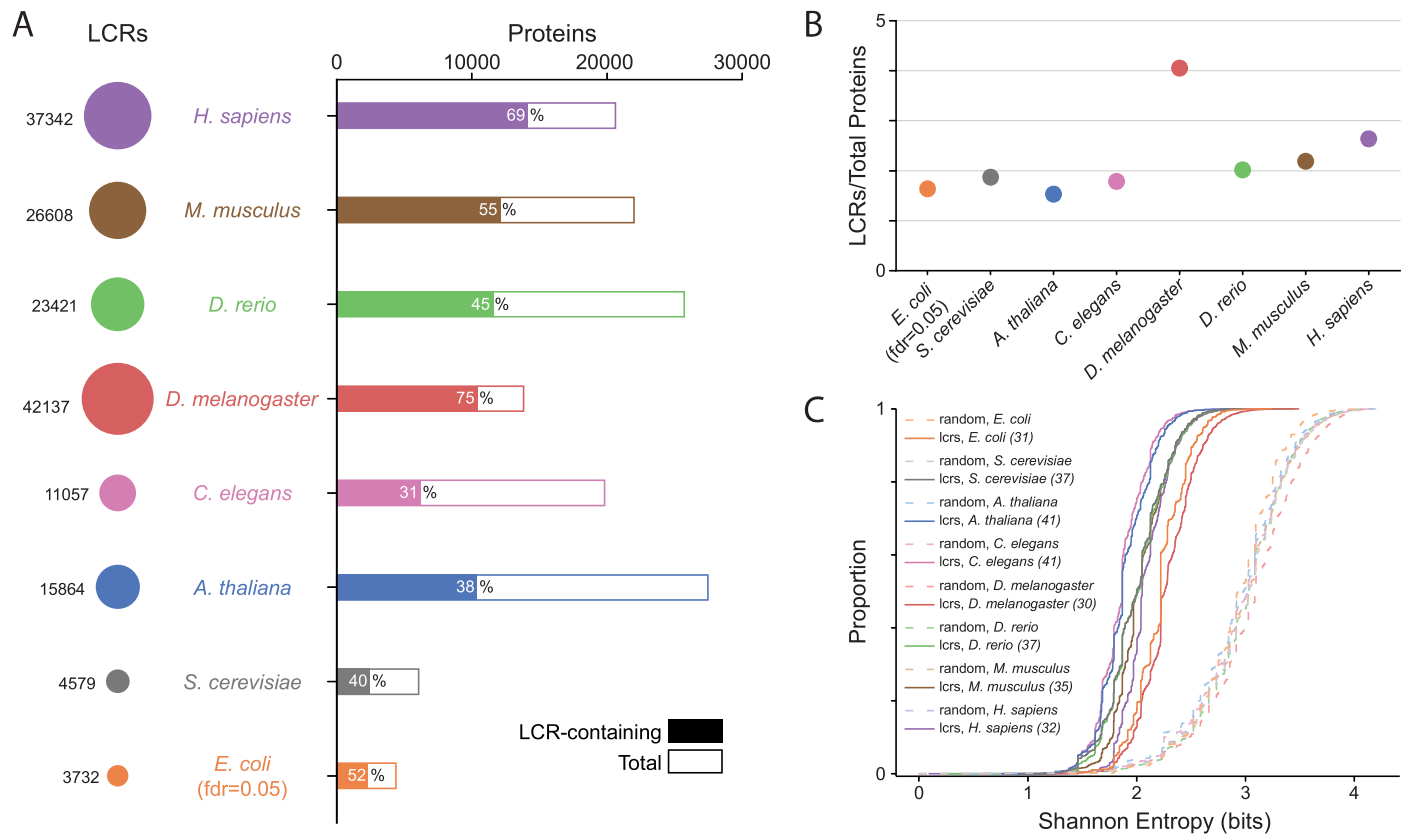 A
LCRs
Proteins
0 10000 20000 30000
37342 H. sapiens 69 %
26608 M. musculus 55 %
23421 D. rerio 45 %
42137 D. melanogaster 75 %
11057 C. elegans 31 %
15864 A. thaliana 38 %
4579 S. cerevisiae 40 %
3732 E. coli 52 %
(fdr=0.05)
LCR-containing
Total
B
LCRs/Total Proteins
5
0
E. coli
(fdr=0.05)
S. cerevisiae
A. thaliana
C. elegans
D. melanogaster
D. rerio
M. musculus
H. sapiens
C
Proportion
1
0
random, E. coli
lcrs, E. coli (31)
random, S. cerevisiae
lcrs, S. cerevisiae (37)
random, A. thaliana
lcrs, A. thaliana (41)
random, C. elegans
lcrs, C. elegans (41)
random, D. melanogaster
lcrs, D. melanogaster (30)
random, D. rerio
lcrs, D. rerio (37)
random, M. musculus
lcrs, M. musculus (35)
random, H. sapiens
lcrs, H. sapiens (32)
0 1 2 3 4
Shannon Entropy (bits)